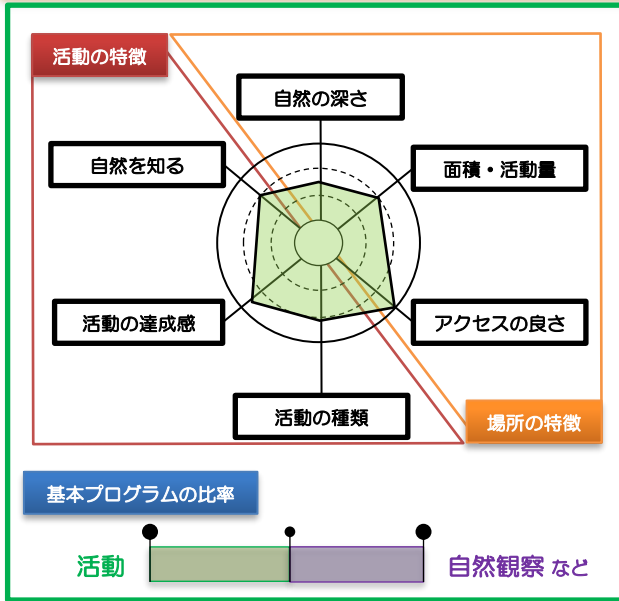 活動の特徴
自然の深さ
自然を知る
面積・活動量
活動の達成感
アクセスの良さ
活動の種類
場所の特徴
基本プログラムの比率
活動
自然観察 など